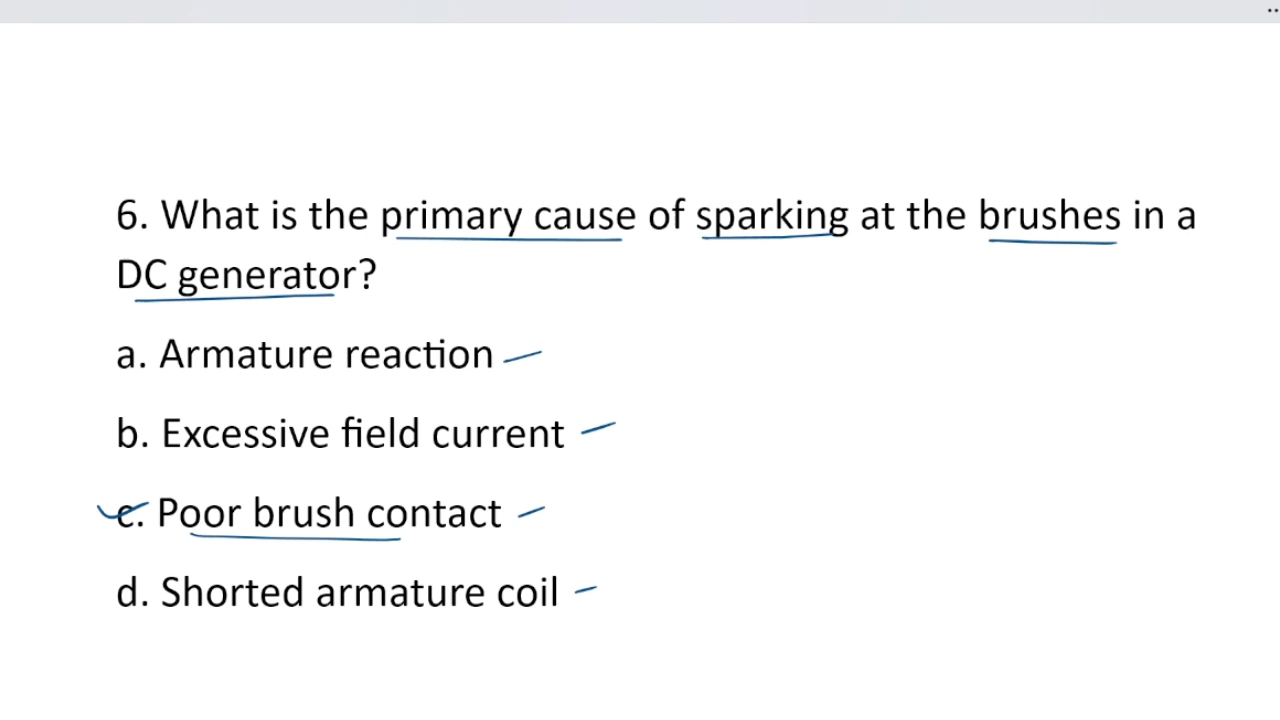 6. What is the primary cause of sparking at the brushes in a
DC generator?
a. Armature reaction
b. Excessive field current
c. Poor brush contact
d. Shorted armature coil